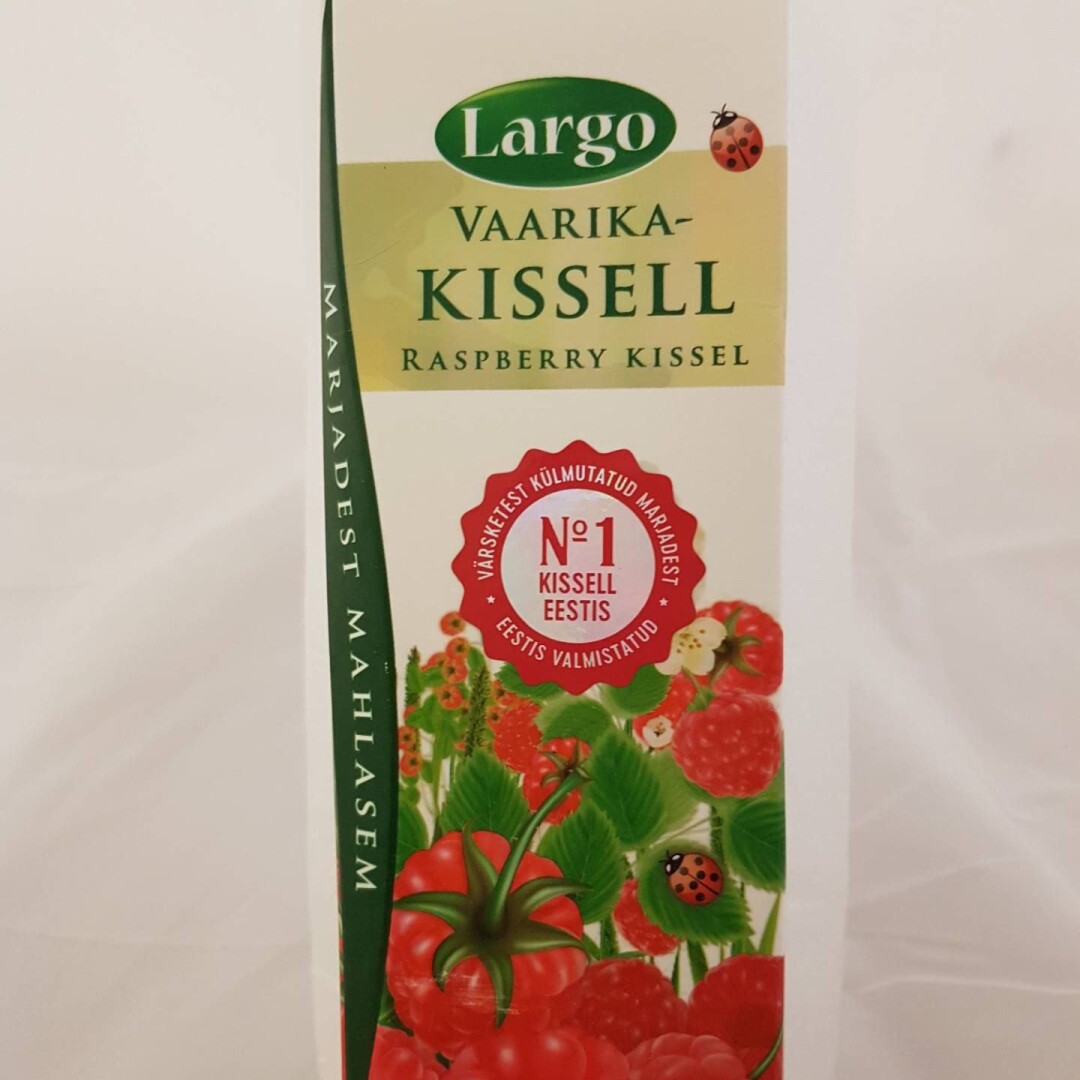 Largo
VAARIKA-
KISSELL
RASPBERRY KISSEL
MARJADEST MAHLASEM
VÄRSKETEST KÜLMUTATUD MARJADEST
Nº1
KISSELL
EESTIS
EESTIS VALMISTATUD